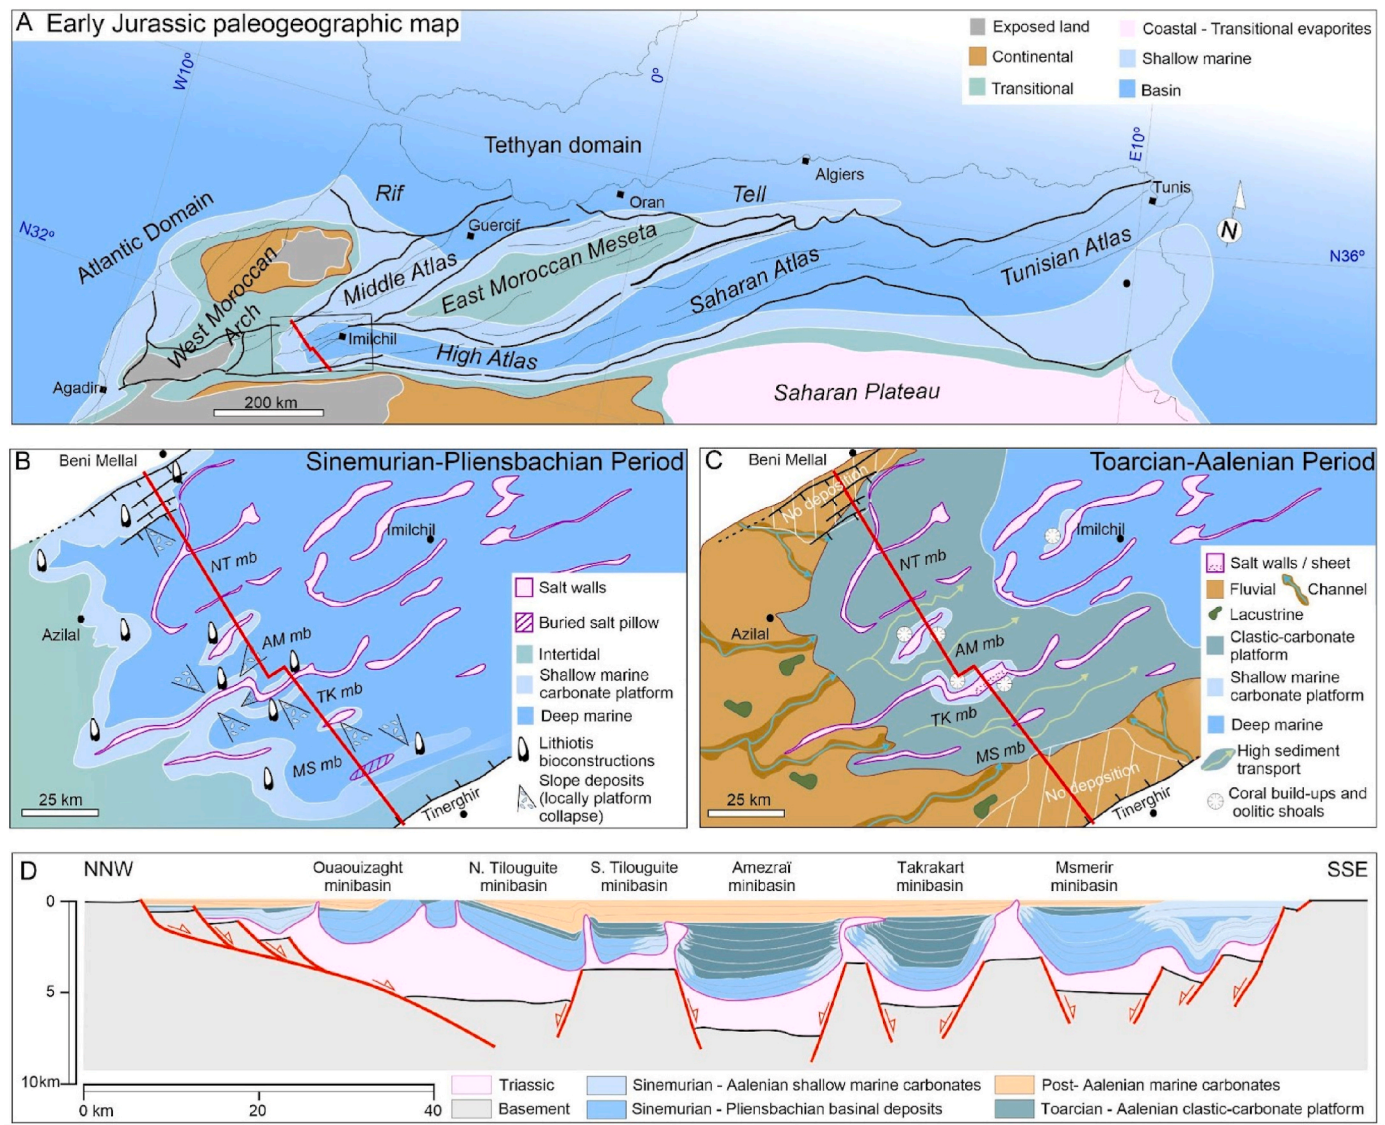 A Early Jurassic paleogeographic map
Exposed land
Continental
Transitional
Coastal - Transitional evaporites
Shallow marine
Basin
W10º
0º
E10º
N32º
N36º
Tethyan domain
Atlantic Domain
Rif
Tell
Algiers
Oran
Tunis
Guercif
Middle Atlas
East Moroccan Meseta
Saharan Atlas
Tunisian Atlas
West Moroccan
Arch
Imilchil
High Atlas
Agadir
Saharan Plateau
200 km
N
B
Beni Mellal
Sinemurian-Pliensbachian Period
Imilchil
NT mb
Azilal
AM mb
TK mb
MS mb
Tinerghir
25 km
Salt walls
Buried salt pillow
Intertidal
Shallow marine
carbonate platform
Deep marine
Lithiotis
bioconstructions
Slope deposits
(locally platform
collapse)
C
Beni Mellal
Toarcian-Aalenian Period
No deposition
Imilchil
NT mb
Azilal
AM mb
TK mb
MS mb
No deposition
Tinerghir
25 km
Salt walls / sheet
Fluvial
Channel
Lacustrine
Clastic-carbonate
platform
Shallow marine
carbonate platform
Deep marine
High sediment
transport
Coral build-ups and
oolitic shoals
D
NNW
SSE
Ouaouizaght
minibasin
N. Tilouguite
minibasin
S. Tilouguite
minibasin
Amezraï
minibasin
Takrakart
minibasin
Msmerir
minibasin
0
5
10km
0 km
20
40
Triassic
Basement
Sinemurian - Aalenian shallow marine carbonates
Sinemurian - Pliensbachian basinal deposits
Post- Aalenian marine carbonates
Toarcian - Aalenian clastic-carbonate platform